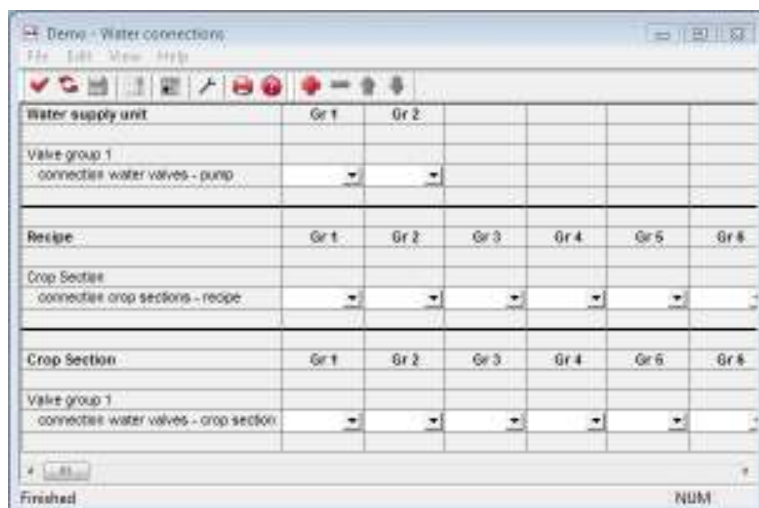 Demo - Water connections
File Edit View Help
Water supply unit Gr 1 Gr 2
Valve group 1
connection water valves - pump
Recipe Gr 1 Gr 2 Gr 3 Gr 4 Gr 5 Gr 6
Crop Section
connection crop sections - recipe
Crop Section Gr 1 Gr 2 Gr 3 Gr 4 Gr 5 Gr 6
Valve group 1
connection water valves - crop section
Finished NUM